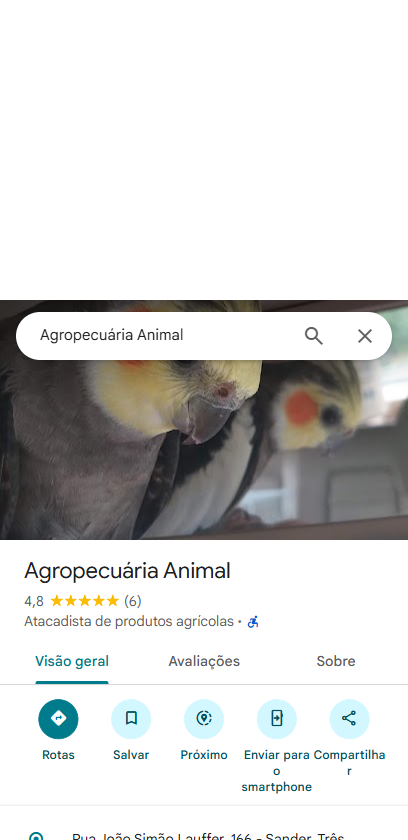 Agropecuária Animal
Agropecuária Animal
4,8 (6)
Atacadista de produtos agrícolas ·
Visão geral Avaliações Sobre
Rotas Salvar Próximo Enviar para o smartphone Compartilhar
Rua João Simão Lauffer, 166 - Sander, Três